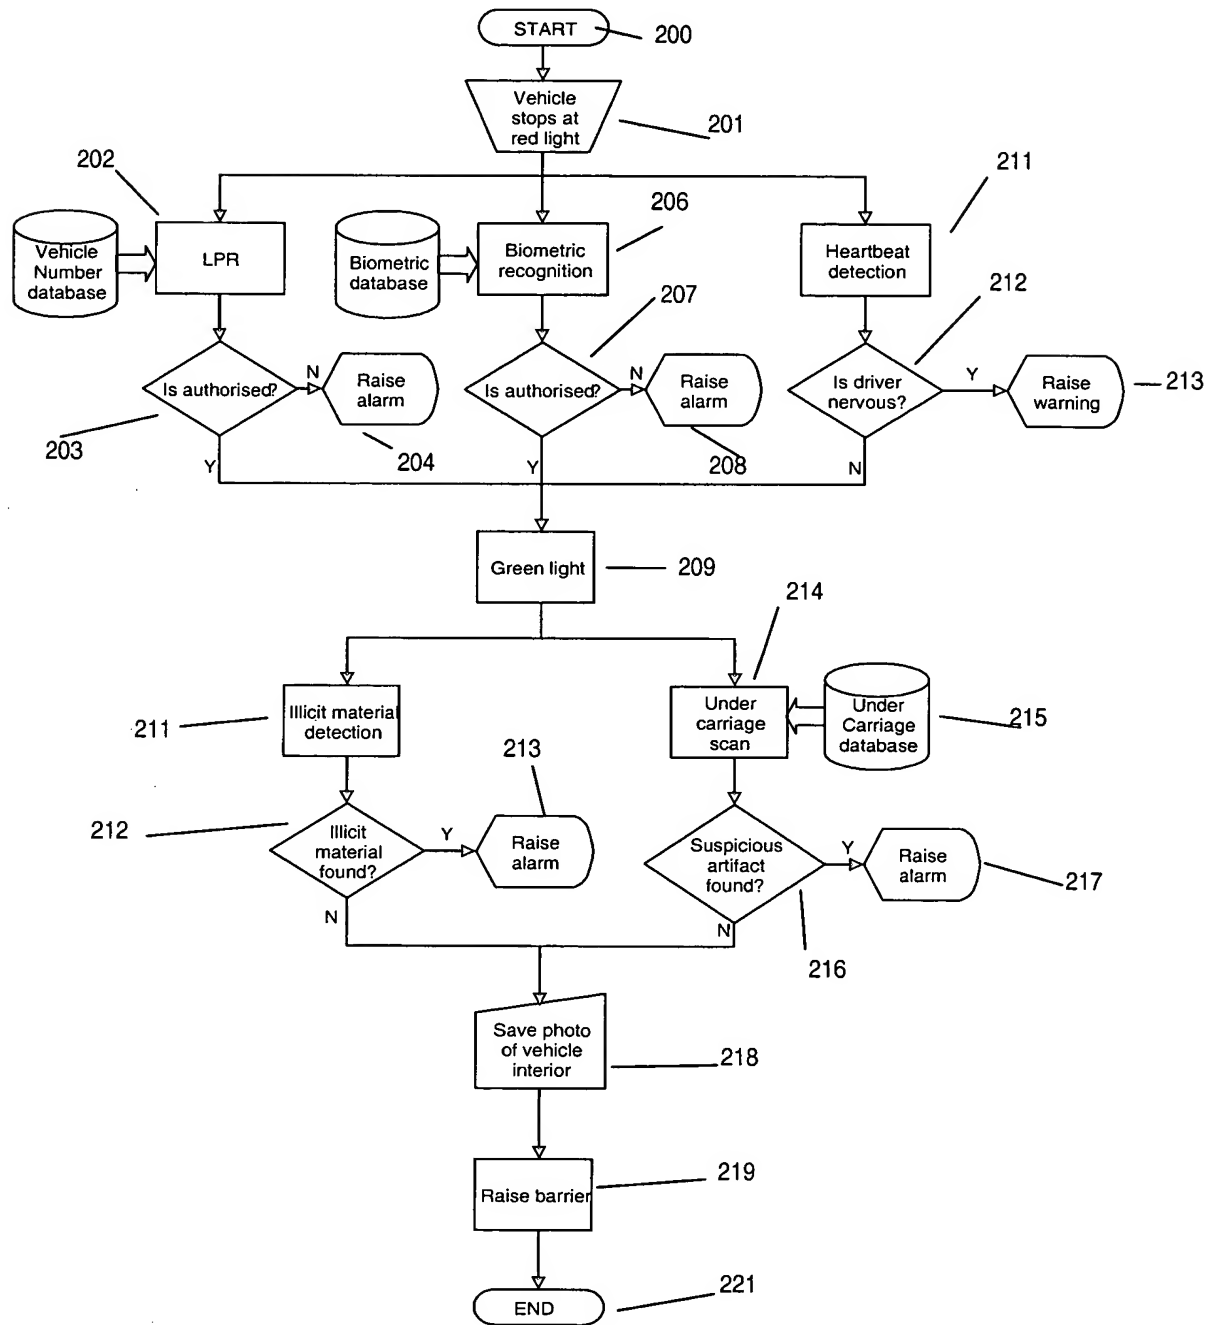 START
200
Vehicle
stops at
red light
201
202
206
211
Vehicle
Number
database
LPR
Biometric
database
Biometric
recognition
Heartbeat
detection
207
212
Is authorised?
N
Raise
alarm
Is authorised?
N
Raise
alarm
Is driver
nervous?
Y
Raise
warning
213
203
204
208
Y
Y
N
Green light
209
214
211
Illicit material
detection
Under
carriage
scan
Under
Carriage
database
215
213
212
Illicit
material
found?
Y
Raise
alarm
Suspicious
artifact
found?
Y
Raise
alarm
217
N
N
216
Save photo
of vehicle
interior
218
Raise barrier
219
END
221